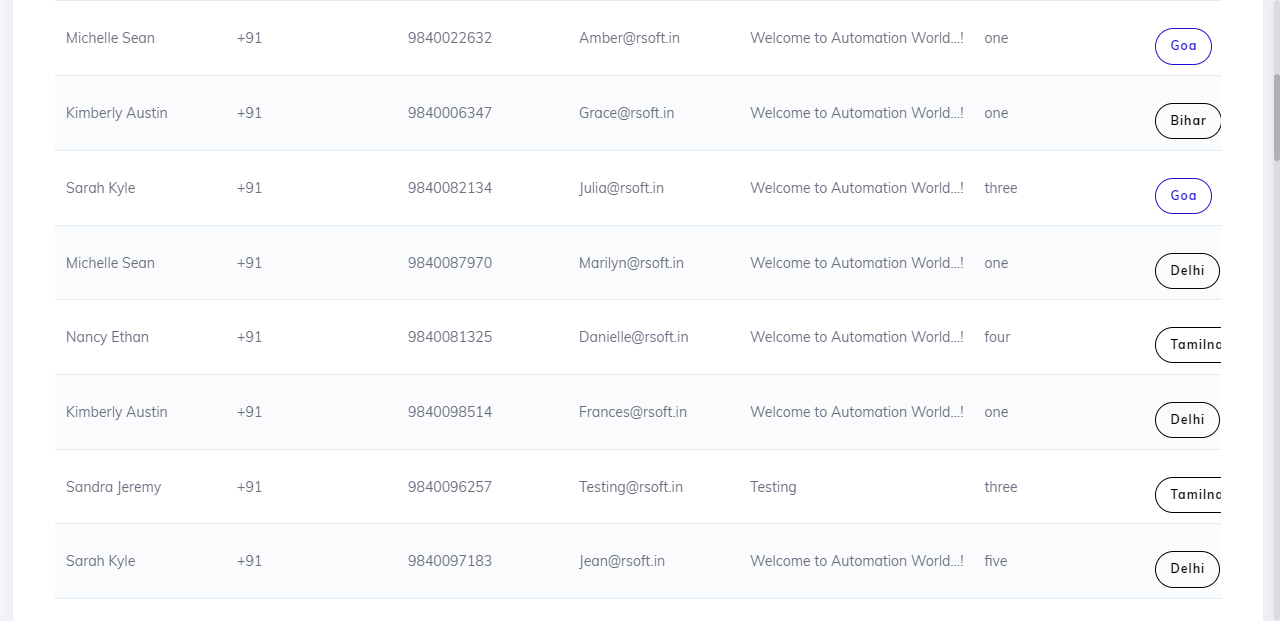 Michelle Sean +91 9840022632 Amber@rsoft.in Welcome to Automation World...! one Goa
Kimberly Austin +91 9840006347 Grace@rsoft.in Welcome to Automation World...! one Bihar
Sarah Kyle +91 9840082134 Julia@rsoft.in Welcome to Automation World...! three Goa
Michelle Sean +91 9840087970 Marilyn@rsoft.in Welcome to Automation World...! one Delhi
Nancy Ethan +91 9840081325 Danielle@rsoft.in Welcome to Automation World...! four
Kimberly Austin +91 9840098514 Frances@rsoft.in Welcome to Automation World...! one Delhi
Sandra Jeremy +91 9840096257 Testing@rsoft.in Testing three
Sarah Kyle +91 9840097183 Jean@rsoft.in Welcome to Automation World...! five Delhi